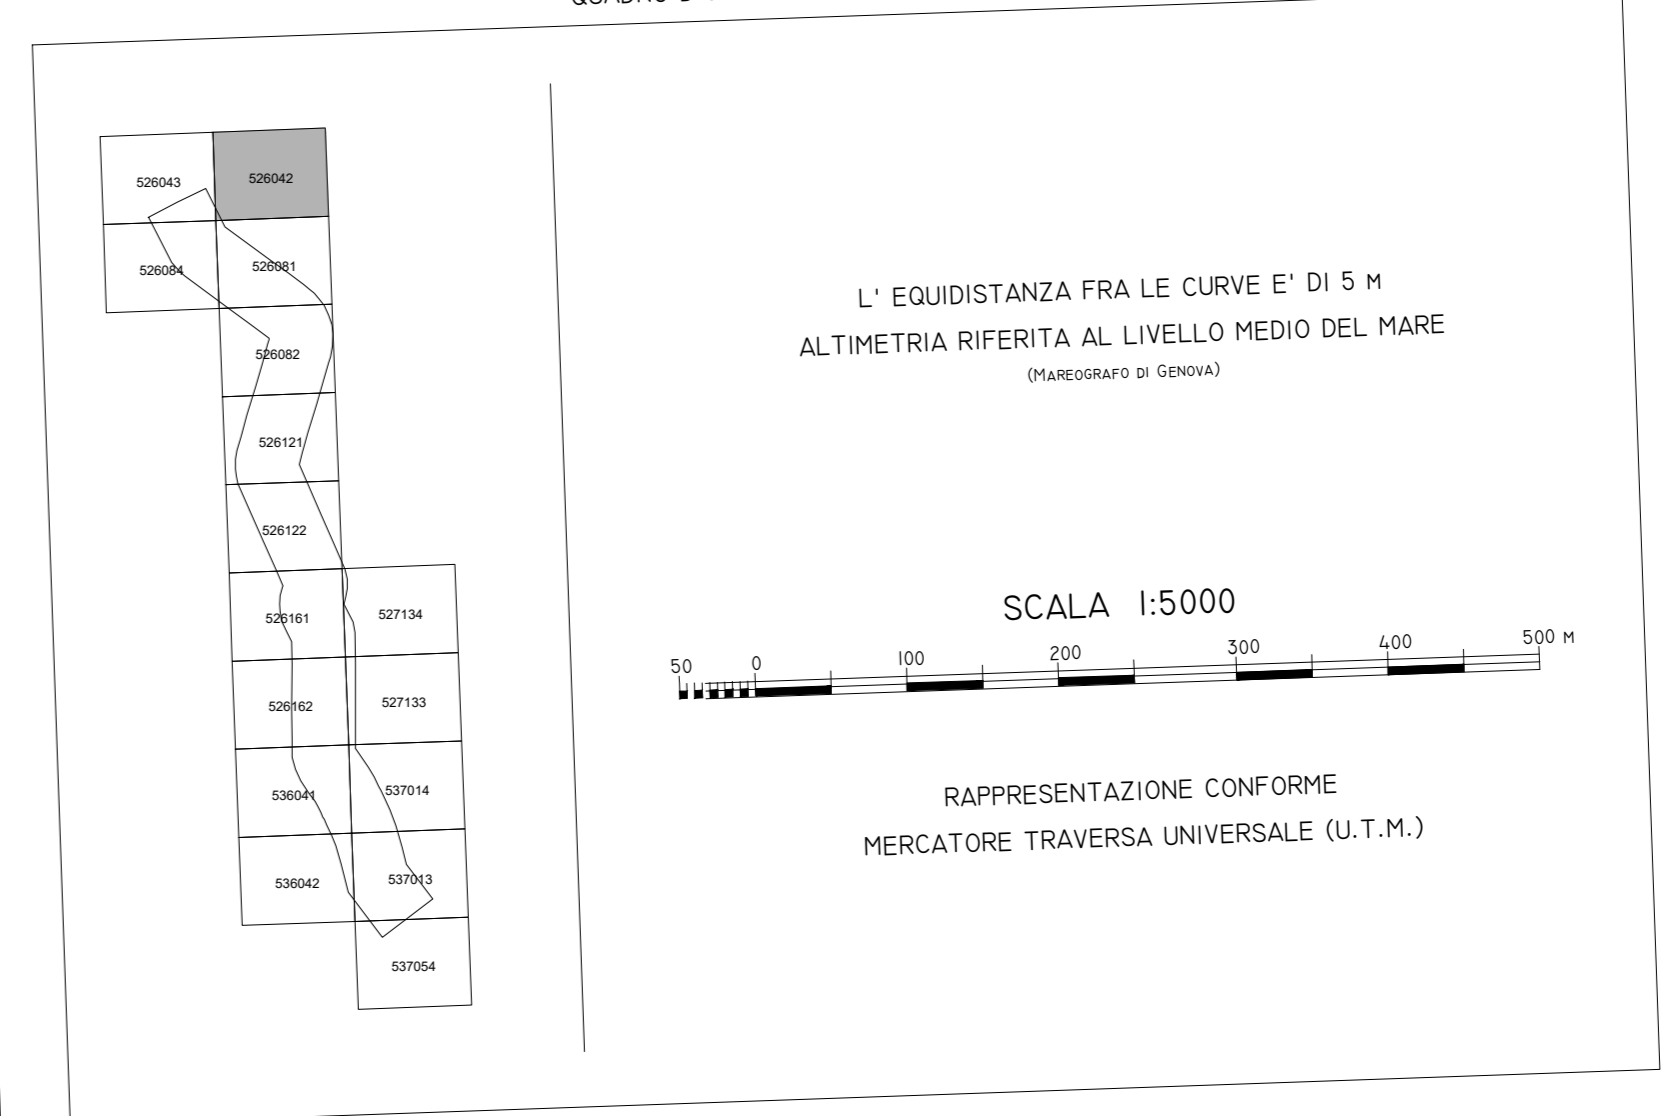 526043 526042
526084 526081
526082
526121
526122
526161 527134
526162 527133
536041 537014
536042 537013
537054
L' EQUIDISTANZA FRA LE CURVE E' DI 5 M
ALTIMETRIA RIFERITA AL LIVELLO MEDIO DEL MARE
(MAREOGRAFO DI GENOVA)
SCALA 1:5000
50 0 100 200 300 400 500 M
RAPPRESENTAZIONE CONFORME
MERCATORE TRAVERSA UNIVERSALE (U.T.M.)